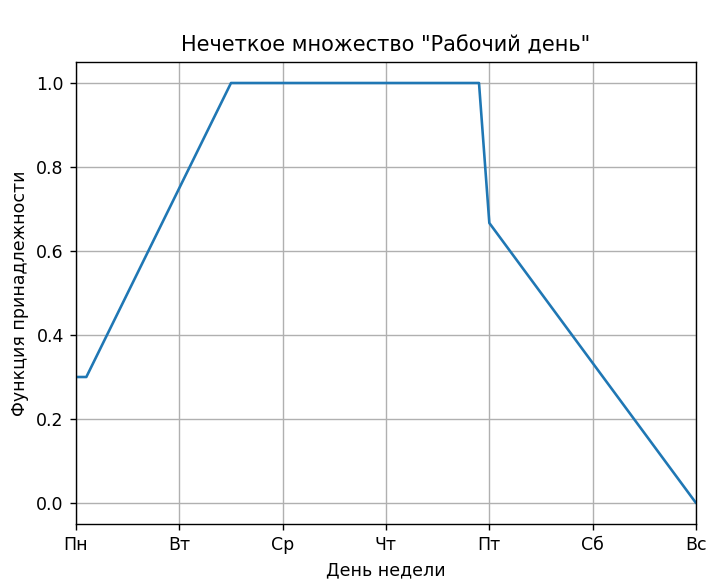 Нечеткое множество "Рабочий день"
Функция принадлежности
1.0
0.8
0.6
0.4
0.2
0.0
Пн Вт Ср Чт Пт Сб Вс
День недели